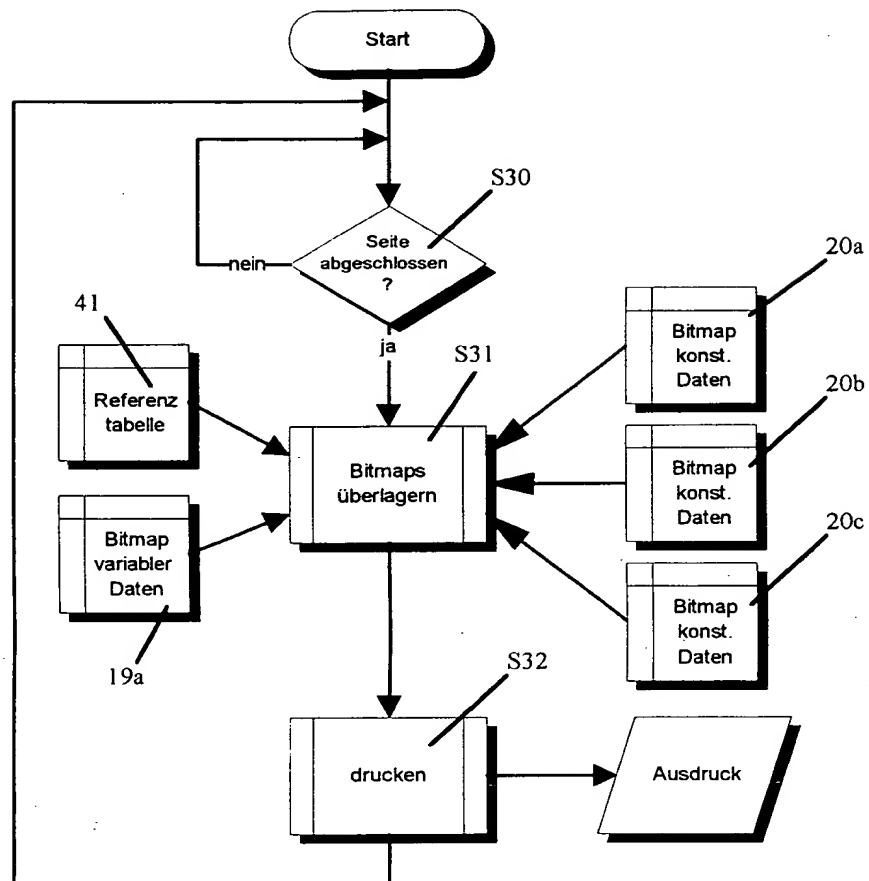 Start
S30
Seite
abgeschlossen
?
nein
ja
20a
Bitmap
konst.
Daten
41
Referenz
tabelle
S31
Bitmaps
überlagern
20b
Bitmap
konst.
Daten
Bitmap
variabler
Daten
19a
20c
Bitmap
konst.
Daten
S32
drucken
Ausdruck